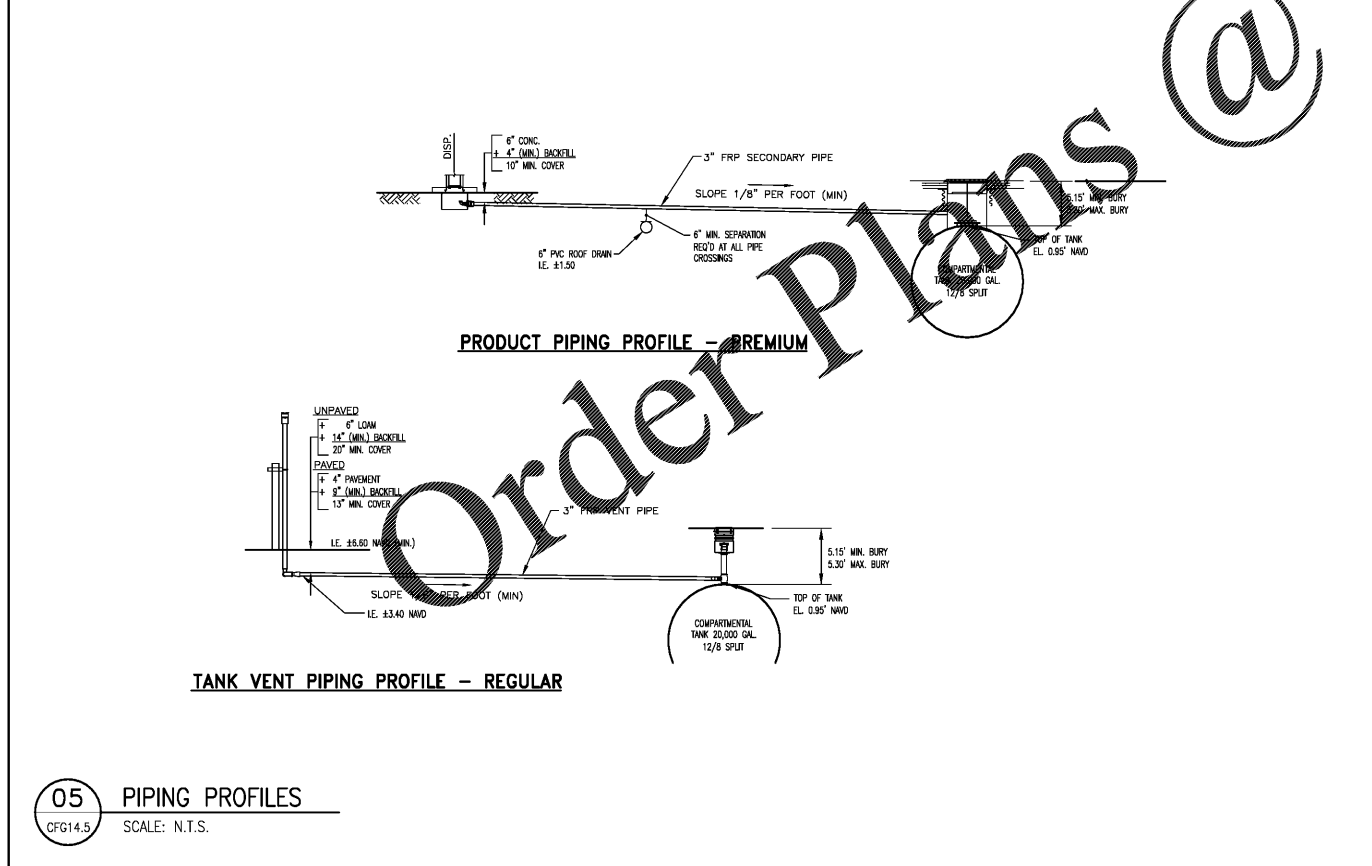 Order Plans @
DISP.
6" CONC.
+ 4" (MIN.) BACKFILL
10" MIN. COVER
3" FRP SECONDARY PIPE
SLOPE 1/8" PER FOOT (MIN)
5.15' MIN. BURY
MAX. BURY
6" PVC ROOF DRAIN
I.E. ±1.50
6" MIN. SEPARATION
REQ'D AT ALL PIPE
CROSSINGS
TOP OF TANK
EL. 0.95' NAVD
COMPARTMENTAL
TANK 20,000 GAL.
12/8 SPLIT
PRODUCT PIPING PROFILE – PREMIUM
UNPAVED
+ 6" LOAM
+ 14" (MIN.) BACKFILL
20" MIN. COVER
PAVED
+ 4" PAVEMENT
+ 9" (MIN.) BACKFILL
13" MIN. COVER
3" FRP VENT PIPE
I.E. ±6.60 NAVD (MIN.)
5.15' MIN. BURY
5.30' MAX. BURY
SLOPE 1/8" PER FOOT (MIN)
I.E. ±3.40 NAVD
TOP OF TANK
EL. 0.95' NAVD
COMPARTMENTAL
TANK 20,000 GAL.
12/8 SPLIT
TANK VENT PIPING PROFILE – REGULAR
05
CFG14.5
PIPING PROFILES
SCALE: N.T.S.